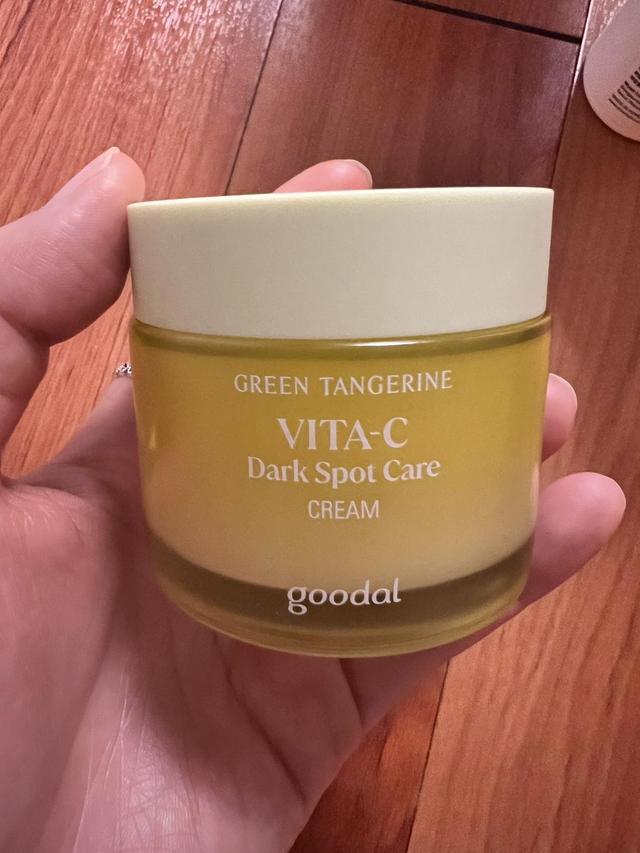 GREEN TANGERINE
VITA-C
Dark Spot Care
CREAM
goodal